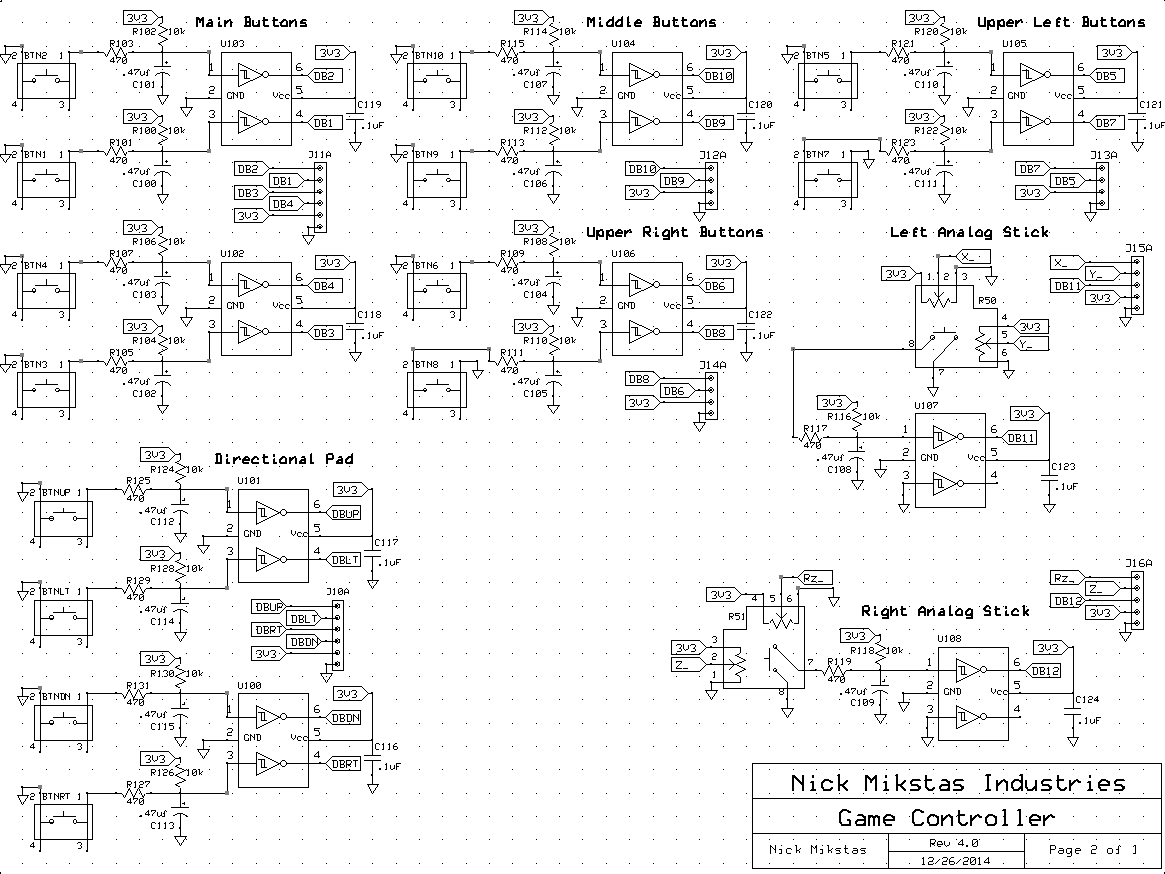 Main Buttons
3V3
R102 10k
BTN2 1
2
R103
470
.47uf
C101
4 3
U103
1 6 DB2
2 GND Vcc 5
3 4 DB1
3V3
C119
.1uF
3V3
R100 10k
BTN1 1
2
R101
470
.47uf
C100
4 3
J11A
DB2
DB1
DB3
DB4
3V3
3V3
R106 10k
BTN4 1
2
R107
470
.47uf
C103
4 3
U102
1 6 DB4
2 GND Vcc 5
3 4 DB3
3V3
C118
.1uF
3V3
R104 10k
BTN3 1
2
R105
470
.47uf
C102
4 3
Middle Buttons
3V3
R114 10k
BTN10 1
2
R115
470
.47uf
C107
4 3
U104
1 6 DB10
2 GND Vcc 5
3 4 DB9
3V3
C120
.1uF
3V3
R112 10k
BTN9 1
2
R113
470
.47uf
C106
4 3
J12A
DB10
DB9
3V3
Upper Right Buttons
3V3
R108 10k
BTN6 1
2
R109
470
.47uf
C104
4 3
U106
1 6 DB6
2 GND Vcc 5
3 4 DB8
3V3
C122
.1uF
3V3
R110 10k
BTN8 1
2
R111
470
.47uf
C105
4 3
J14A
DB8
DB6
3V3
Upper Left Buttons
3V3
R120 10k
BTN5 1
2
R121
470
.47uf
C110
4 3
U105
1 6 DB5
2 GND Vcc 5
3 4 DB7
3V3
C121
.1uF
3V3
R122 10k
BTN7 1
2
R123
470
.47uf
C111
4 3
J13A
DB7
DB5
3V3
Left Analog Stick
X_
3V3
1 2 3
R50
4 3V3
5 Y_
6
8
7
J15A
X_
Y_
DB11
3V3
3V3
R116 10k
R117
470
.47uf
C108
U107
1 6 DB11
2 GND Vcc 5
3 4
3V3
C123
.1uF
Directional Pad
3V3
R124 10k
BTNUP 1
2
R125
470
.47uf
C112
4 3
U101
1 6 DBUP
2 GND Vcc 5
3 4 DBLT
3V3
C117
.1uF
3V3
R128 10k
BTNLT 1
2
R129
470
.47uf
C114
4 3
J10A
DBUP
DBLT
DBRT
DBDN
3V3
3V3
R130 10k
BTNDN 1
2
R131
470
.47uf
C115
4 3
U100
1 6 DBDN
2 GND Vcc 5
3 4 DBRT
3V3
C116
.1uF
3V3
R126 10k
BTNRT 1
2
R127
470
.47uf
C113
4 3
Right Analog Stick
Rz_
3V3
4 5 6
R51
3V3 3
Z_ 2
1
7
8
3V3
R118 10k
R119
470
.47uf
C109
U108
1 6 DB12
2 GND Vcc 5
3 4
3V3
C124
.1uF
J16A
Rz_
Z_
DB12
3V3
Nick Mikstas Industries
Game Controller
Nick Mikstas
Rev 4.0
12/26/2014
Page 2 of 1